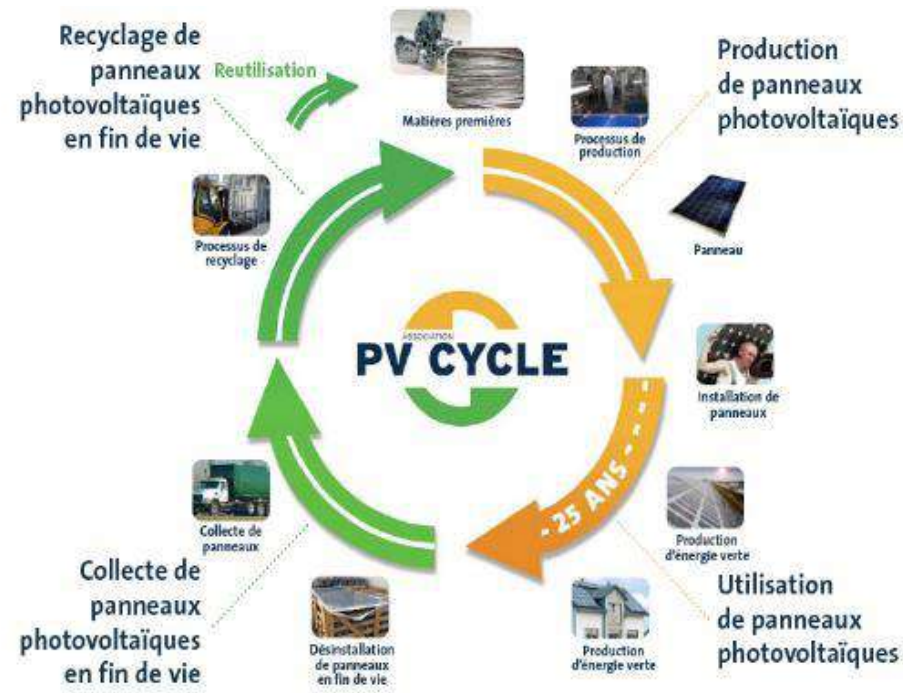 Recyclage de
panneaux
photovoltaïques
en fin de vie
Reutilisation
Matières premières
Processus de
production
Production
de panneaux
photovoltaïques
Panneau
Processus de
recyclage
ASSOCIATION
PV CYCLE
Installation de
panneaux
- 25 ANS - - -
Production
d'énergie verte
Utilisation
de panneaux
photovoltaïques
Production
d'énergie verte
Désinstallation
de panneaux
en fin de vie
Collecte de
panneaux
Collecte de
panneaux
photovoltaïques
en fin de vie